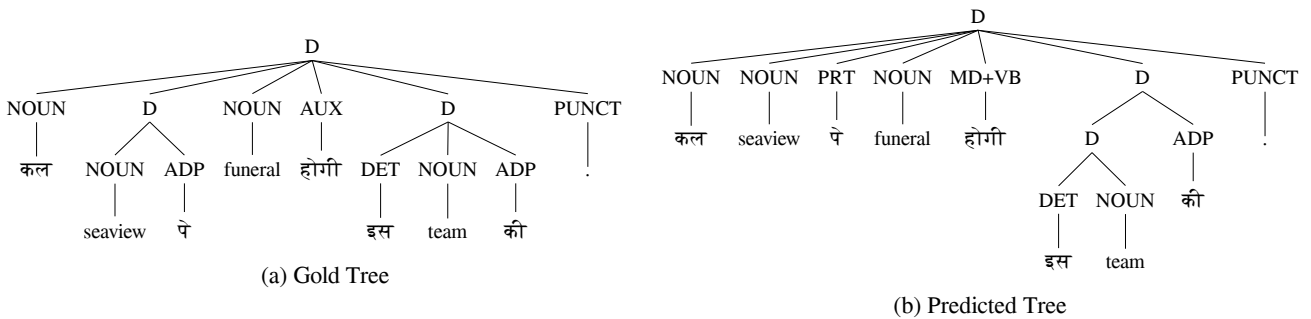 D
NOUN D NOUN AUX D PUNCT
कल NOUN ADP funeral होगी DET NOUN ADP .
seaview पे इस team की
(a) Gold Tree
D
NOUN NOUN PRT NOUN MD+VB D PUNCT
कल seaview पे funeral होगी D ADP .
DET NOUN की
इस team
(b) Predicted Tree